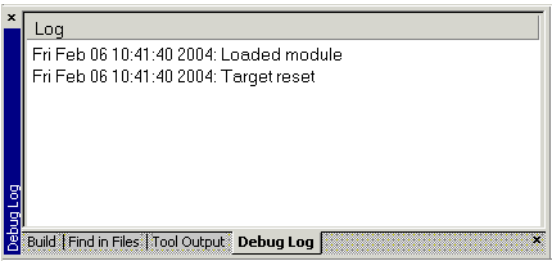 Log
Fri Feb 06 10:41:40 2004: Loaded module
Fri Feb 06 10:41:40 2004: Target reset
Debug Log
Build Find in Files Tool Output Debug Log